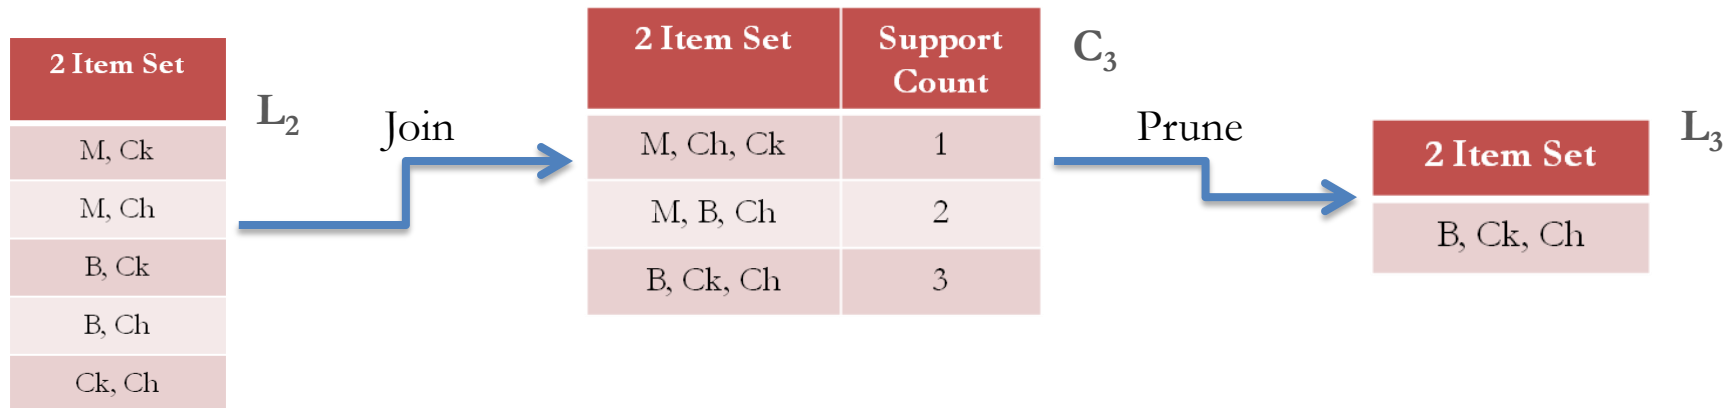 2 Item Set
M, Ck
M, Ch
B, Ck
B, Ch
Ck, Ch
L2
Join
2 Item Set Support Count
M, Ch, Ck 1
M, B, Ch 2
B, Ck, Ch 3
C3
Prune
2 Item Set
B, Ck, Ch
L3